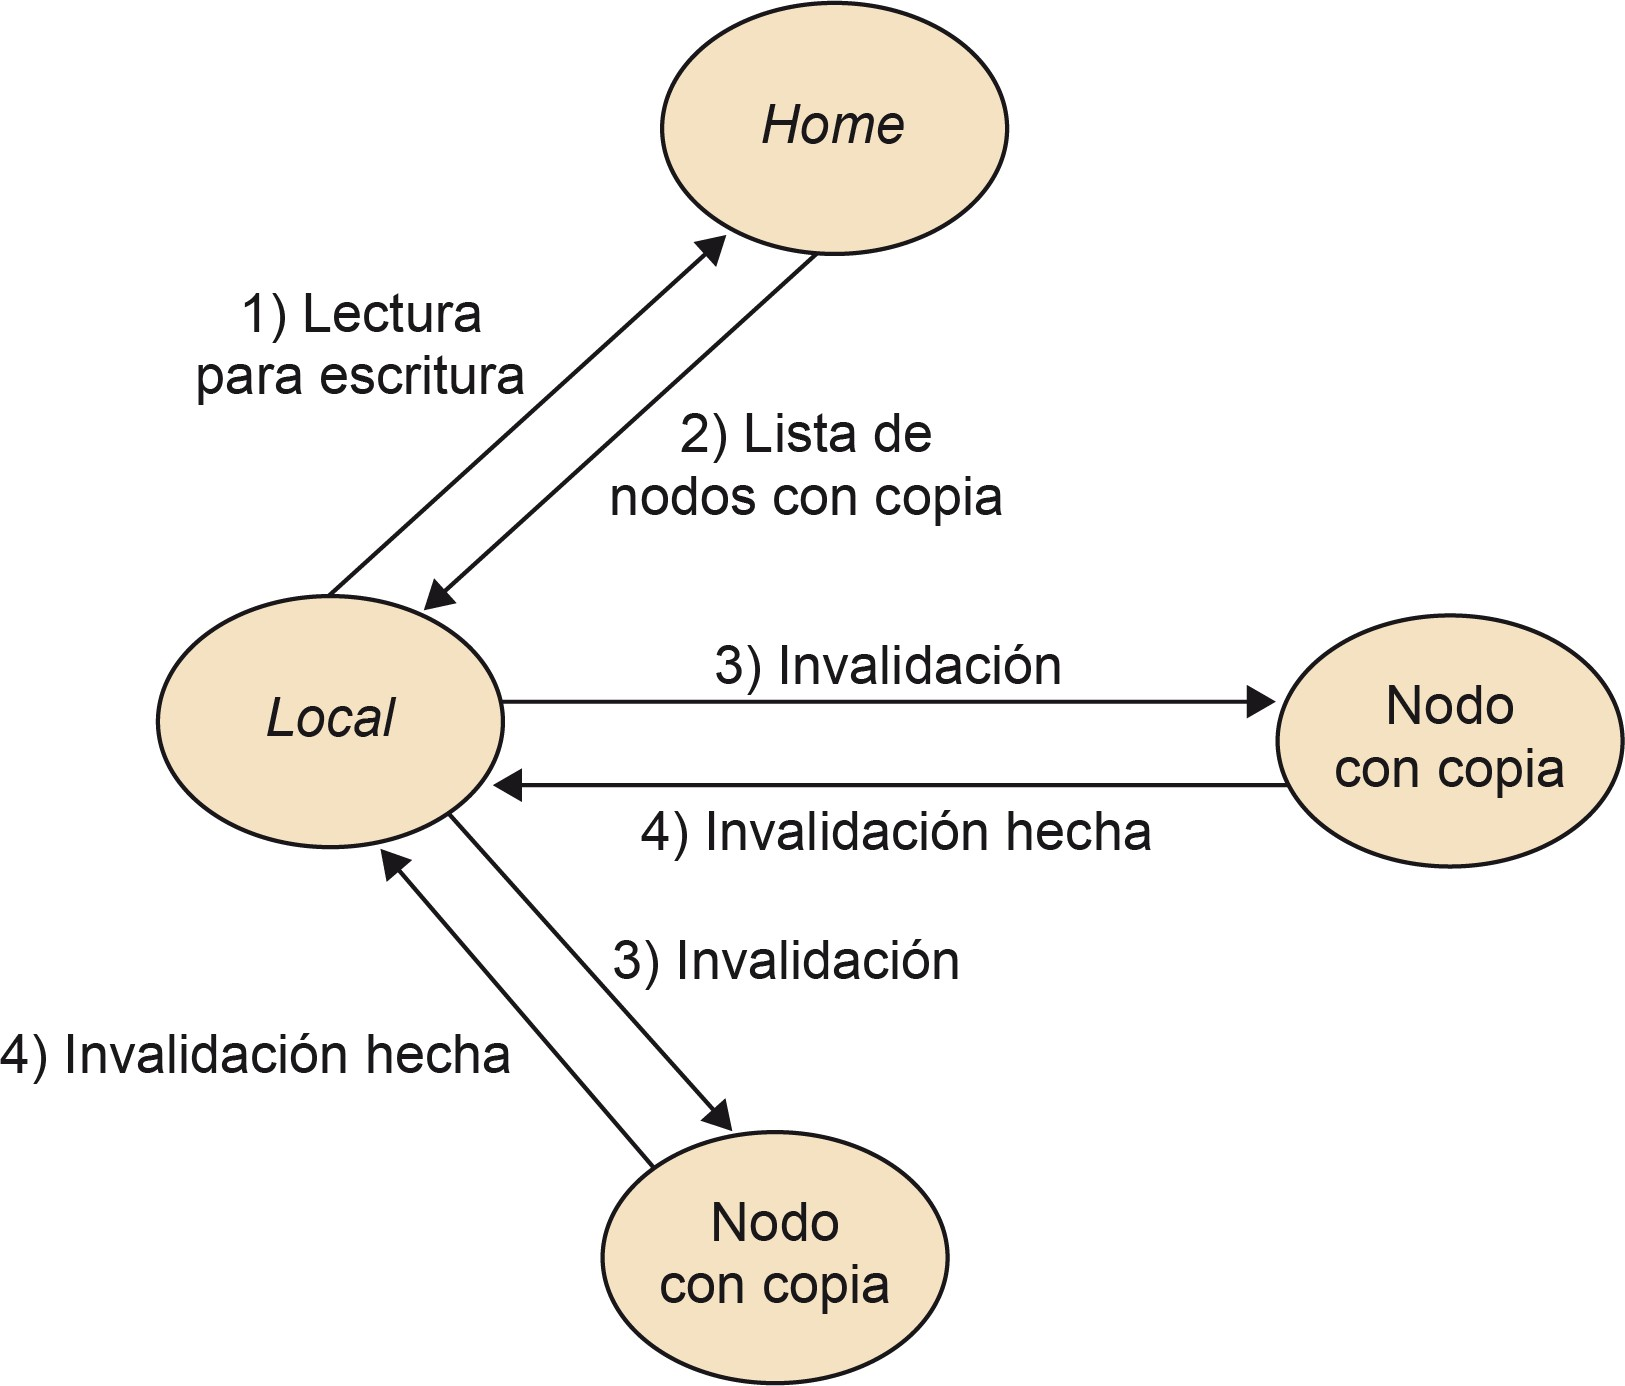 Home
1) Lectura
para escritura
2) Lista de
nodos con copia
3) Invalidación
Local
Nodo
con copia
4) Invalidación hecha
3) Invalidación
4) Invalidación hecha
Nodo
con copia